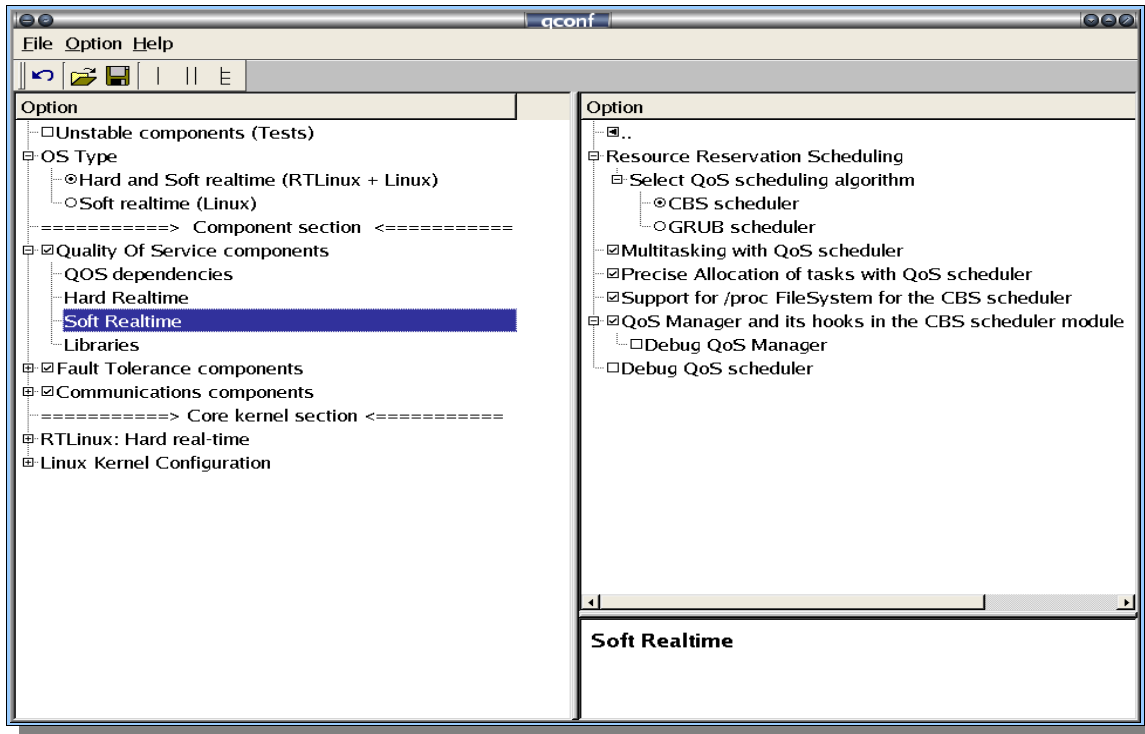 qconf
File Option Help
Option
Unstable components (Tests)
OS Type
Hard and Soft realtime (RTLinux + Linux)
Soft realtime (Linux)
===========> Component section <===========
Quality Of Service components
QOS dependencies
Hard Realtime
Soft Realtime
Libraries
Fault Tolerance components
Communications components
===========> Core kernel section <===========
RTLinux: Hard real-time
Linux Kernel Configuration
Option
..
Resource Reservation Scheduling
Select QoS scheduling algorithm
CBS scheduler
GRUB scheduler
Multitasking with QoS scheduler
Precise Allocation of tasks with QoS scheduler
Support for /proc FileSystem for the CBS scheduler
QoS Manager and its hooks in the CBS scheduler module
Debug QoS Manager
Debug QoS scheduler
Soft Realtime